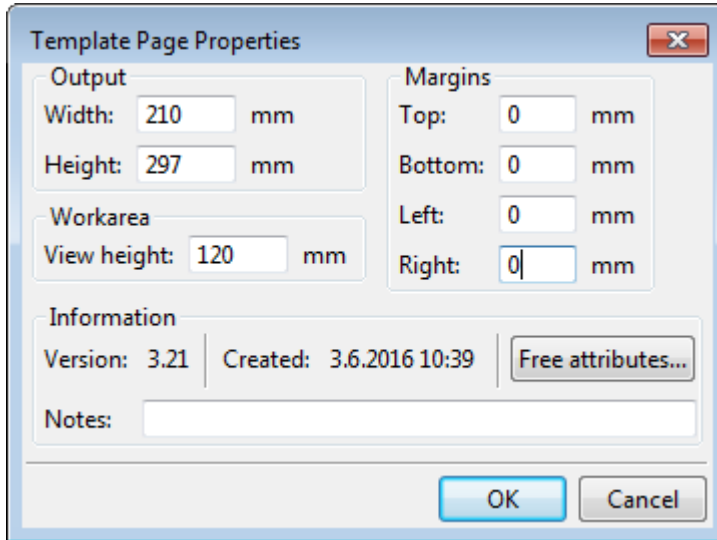 Template Page Properties
Output
Width: 210 mm
Height: 297 mm
Workarea
View height: 120 mm
Margins
Top: 0 mm
Bottom: 0 mm
Left: 0 mm
Right: 0 mm
Information
Version: 3.21 Created: 3.6.2016 10:39 Free attributes...
Notes:
OK Cancel